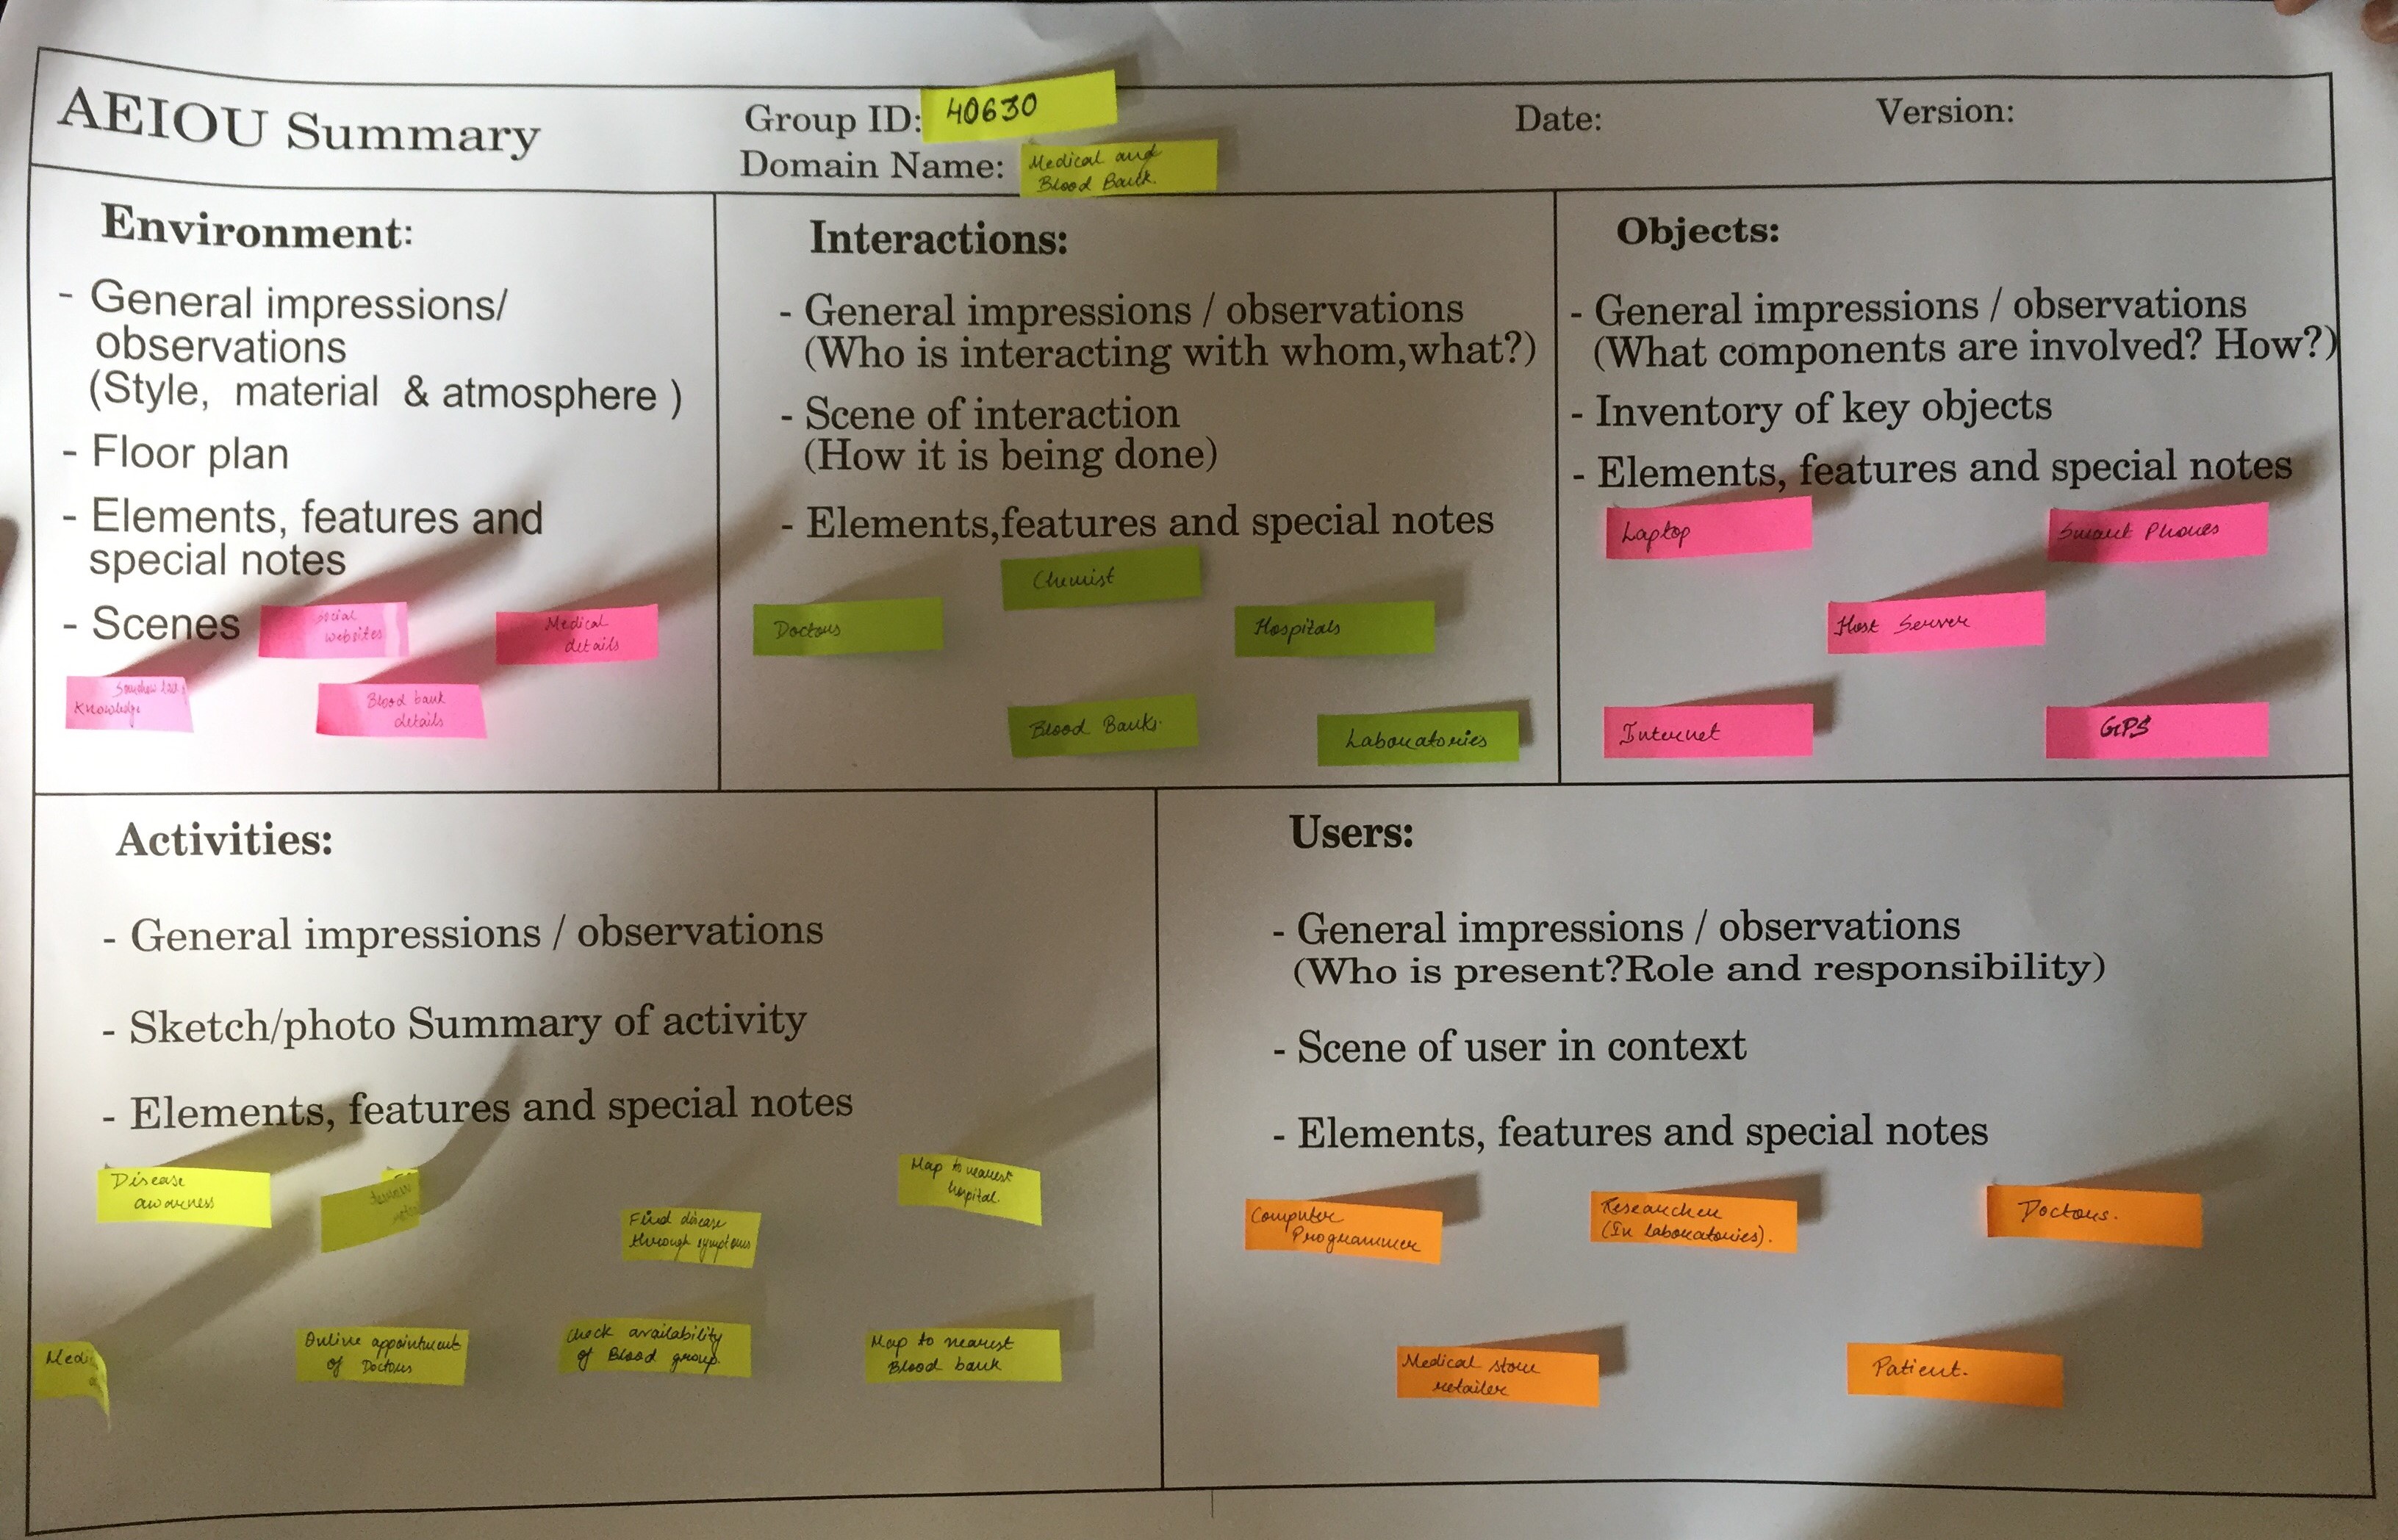 AEIOU Summary
Group ID: 40630
Domain Name: Medical and
Blood Bank.
Date:
Version:
Environment:
- General impressions/
observations
(Style, material & atmosphere )
- Floor plan
- Elements, features and
special notes
- Scenes
social
websites
Medical
details
Knowledge
Blood bank
details
Interactions:
- General impressions / observations
(Who is interacting with whom,what?)
- Scene of interaction
(How it is being done)
- Elements,features and special notes
Chemist
Doctors
Hospitals
Blood Banks.
Laboratories
Objects:
- General impressions / observations
(What components are involved? How?)
- Inventory of key objects
- Elements, features and special notes
Laptop
Smart Phones
Host Server
Internet
GPS
Activities:
- General impressions / observations
- Sketch/photo Summary of activity
- Elements, features and special notes
Disease
awarness
Find disease
through symptoms
Map to nearest
hospital.
Online appointment
of Doctors
check availability
of Blood group.
Map to nearest
Blood bank
Users:
- General impressions / observations
(Who is present?Role and responsibility)
- Scene of user in context
- Elements, features and special notes
Computer
Programmer
Researcher
(In laboratories).
Doctors.
Medical store
retailer
Patient.